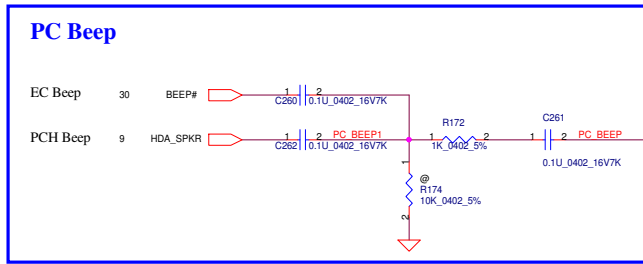 PC Beep
EC Beep 30 BEEP# 1 2
C260 0.1U_0402_16V7K
R172 C261
PCH Beep 9 HDA_SPKR 1 2 PC_BEEP1 1 2 1 2 PC_BEEP
C262 0.1U_0402_16V7K 1K_0402_5%
0.1U_0402_16V7K
1
@
R174
10K_0402_5%
2